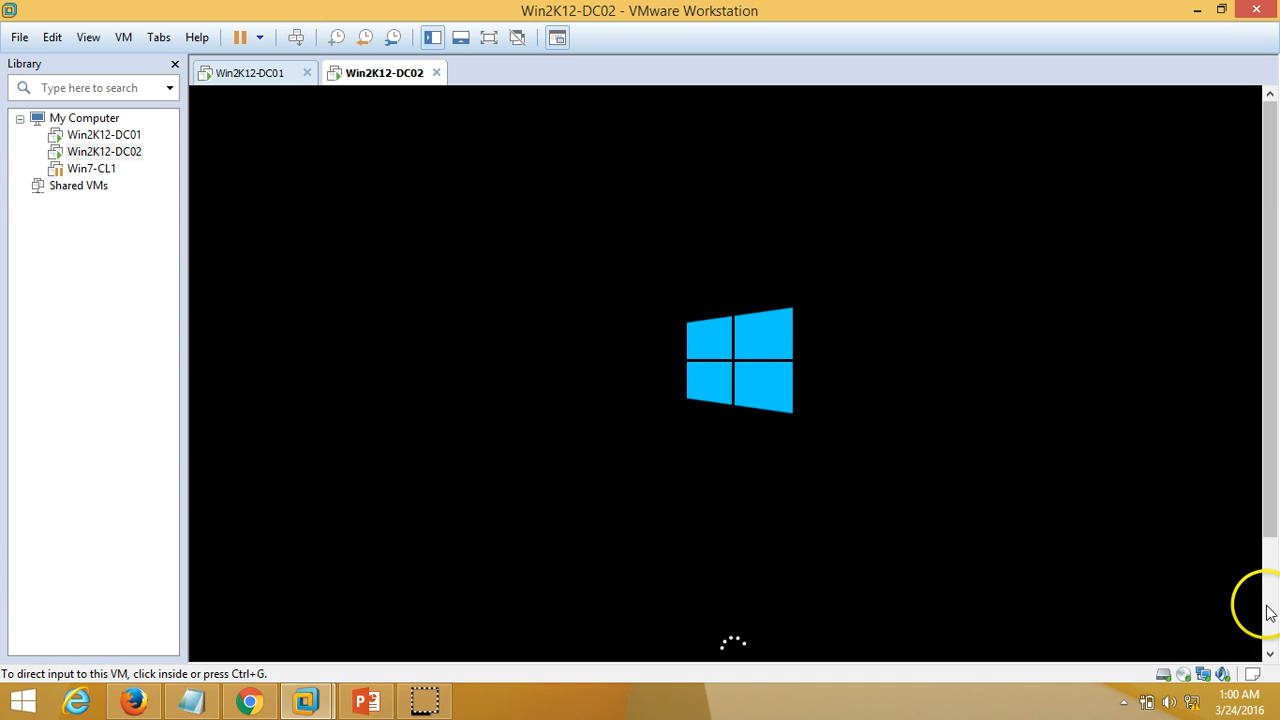 Win2K12-DC02 - VMware Workstation
File Edit View VM Tabs Help
Library
Type here to search
My Computer
Win2K12-DC01
Win2K12-DC02
Win7-CL1
Shared VMs
Win2K12-DC01
Win2K12-DC02
To direct input to this VM, click inside or press Ctrl+G.
1:00 AM
3/24/2016